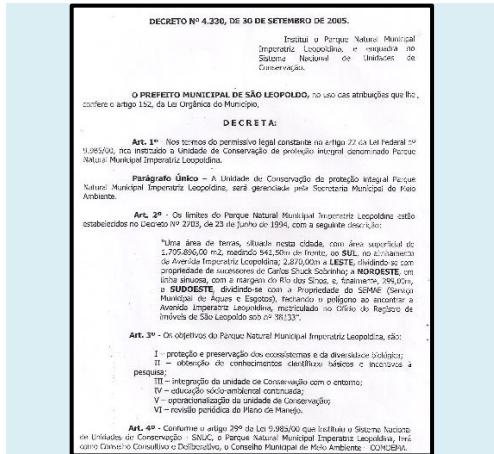 DECRETO Nº 4.330, DE 30 DE SETEMBRO DE 2005.
Institui o Parque Natural Municipal
Imperatriz Leopoldina, e enquadra no
Sistema Nacional de Unidades de
Conservação.
O PREFEITO MUNICIPAL DE SÃO LEOPOLDO, no uso das atribuições que lhe
confere o artigo 152, da Lei Orgânica do Município,
DECRETA:
Art. 1º - Nos termos do permissivo legal constante no artigo 22 da Lei Federal nº
9.985/00, fica instituído a Unidade de Conservação de proteção integral denominado Parque
Natural Municipal Imperatriz Leopoldina.
Parágrafo Único – A Unidade de Conservação de proteção integral Parque
Natural Municipal Imperatriz Leopoldina, será gerenciada pela Secretaria Municipal do Meio
Ambiente.
Art. 2º - Os limites do Parque Natural Municipal Imperatriz Leopoldina estão
estabelecidos no Decreto Nº 2703, de 23 de junho de 1994, com a seguinte descrição:
"Uma área de terras, situada nesta cidade, com área superficial de
1.705.896,00 m2, medindo 541,50m de frente, ao SUL, no alinhamento
da Avenida Imperatriz Leopoldina; 2.870,00m a LESTE, dividindo-se com
propriedade de sucessores de Carlos Shuck Sobrinho; a NOROESTE, em
linha sinuosa, com a margem do Rio dos Sinos, e, finalmente, 299,00m,
a SUDOESTE, dividindo-se com a Propriedade do SEMAE (Serviço
Municipal de Águas e Esgotos), fechando o polígono ao encontrar a
Avenida Imperatriz Leopoldina, matriculado no Ofício do Registro de
Imóveis de São Leopoldo sob nº 38133".
Art. 3º - Os objetivos do Parque Natural Municipal Imperatriz Leopoldina, são:
I – proteção e preservação dos ecossistemas e da diversidade biológica;
II – obtenção de conhecimentos científicos básicos e incentivos à
pesquisa;
III – integração da unidade de Conservação com o entorno;
IV – educação sócio-ambiental continuada;
V – operacionalização da unidade de Conservação;
VI – revisão periódica do Plano de Manejo.
Art. 4º - Conforme o artigo 29º da Lei 9.985/00 que instituiu o Sistema Nacional
de Unidades de Conservação - SNUC, o Parque Natural Municipal Imperatriz Leopoldina, terá
como Conselho Consultivo e Deliberativo, o Conselho Municipal de Meio Ambiente - COMDEMA.